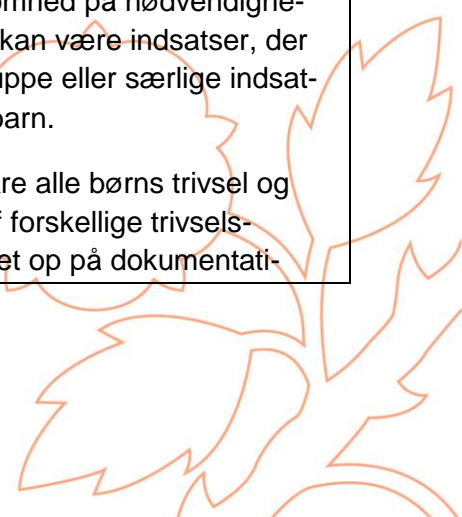 omhed på nødvendighe-
kan være indsatser, der
uppe eller særlige indsat-
barn.
re alle børns trivsel og
f forskellige trivsels-
et op på dokumentati-